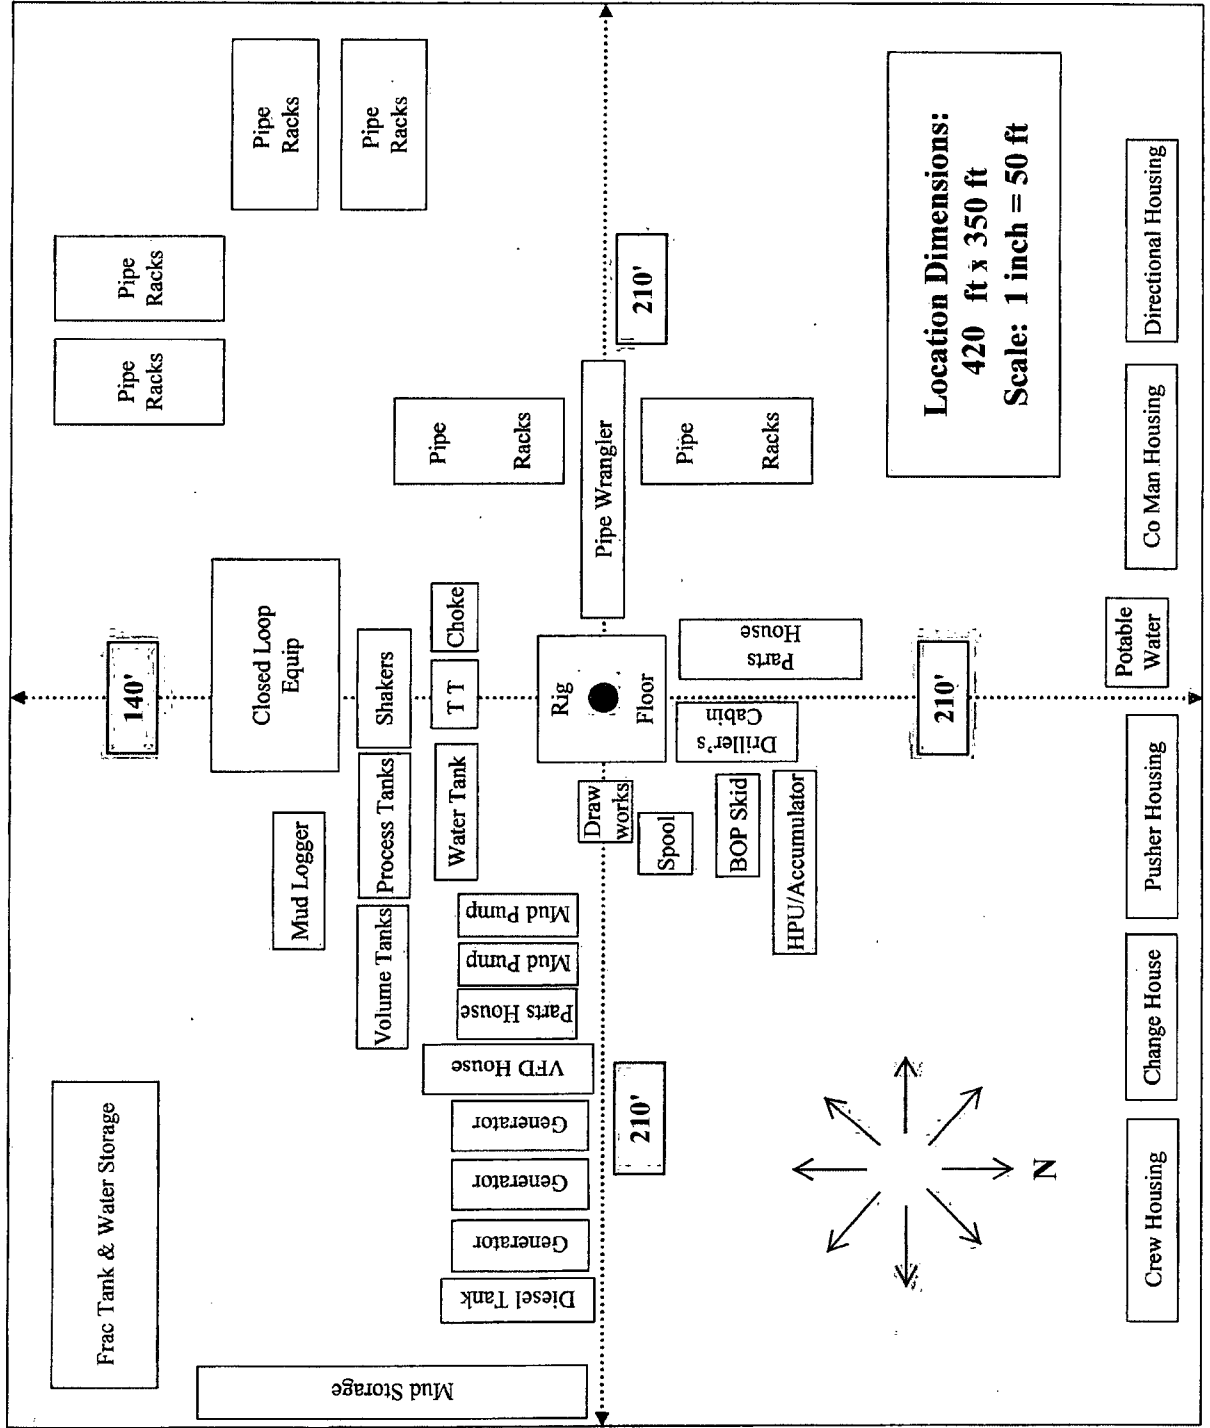 Frac Tank & Water Storage
Mud Storage
Diesel Tank
Generator
Generator
Generator
VFD House
Parts House
Mud Pump
Mud Pump
Volume Tanks
Process Tanks
Shakers
Mud Logger
Closed Loop
Equip
140'
Water Tank
T T
Choke
Pipe
Racks
Pipe
Racks
Pipe
Racks
Pipe
Racks
Pipe
Racks
Pipe Wrangler
Pipe
Racks
210'
Rig
Floor
Draw
works
Spool
BOP Skid
HPU/Accumulator
Driller's
Cabin
Parts
House
210'
210'
N
Location Dimensions:
420 ft x 350 ft
Scale: 1 inch = 50 ft
Crew Housing
Change House
Pusher Housing
Potable
Water
Co Man Housing
Directional Housing